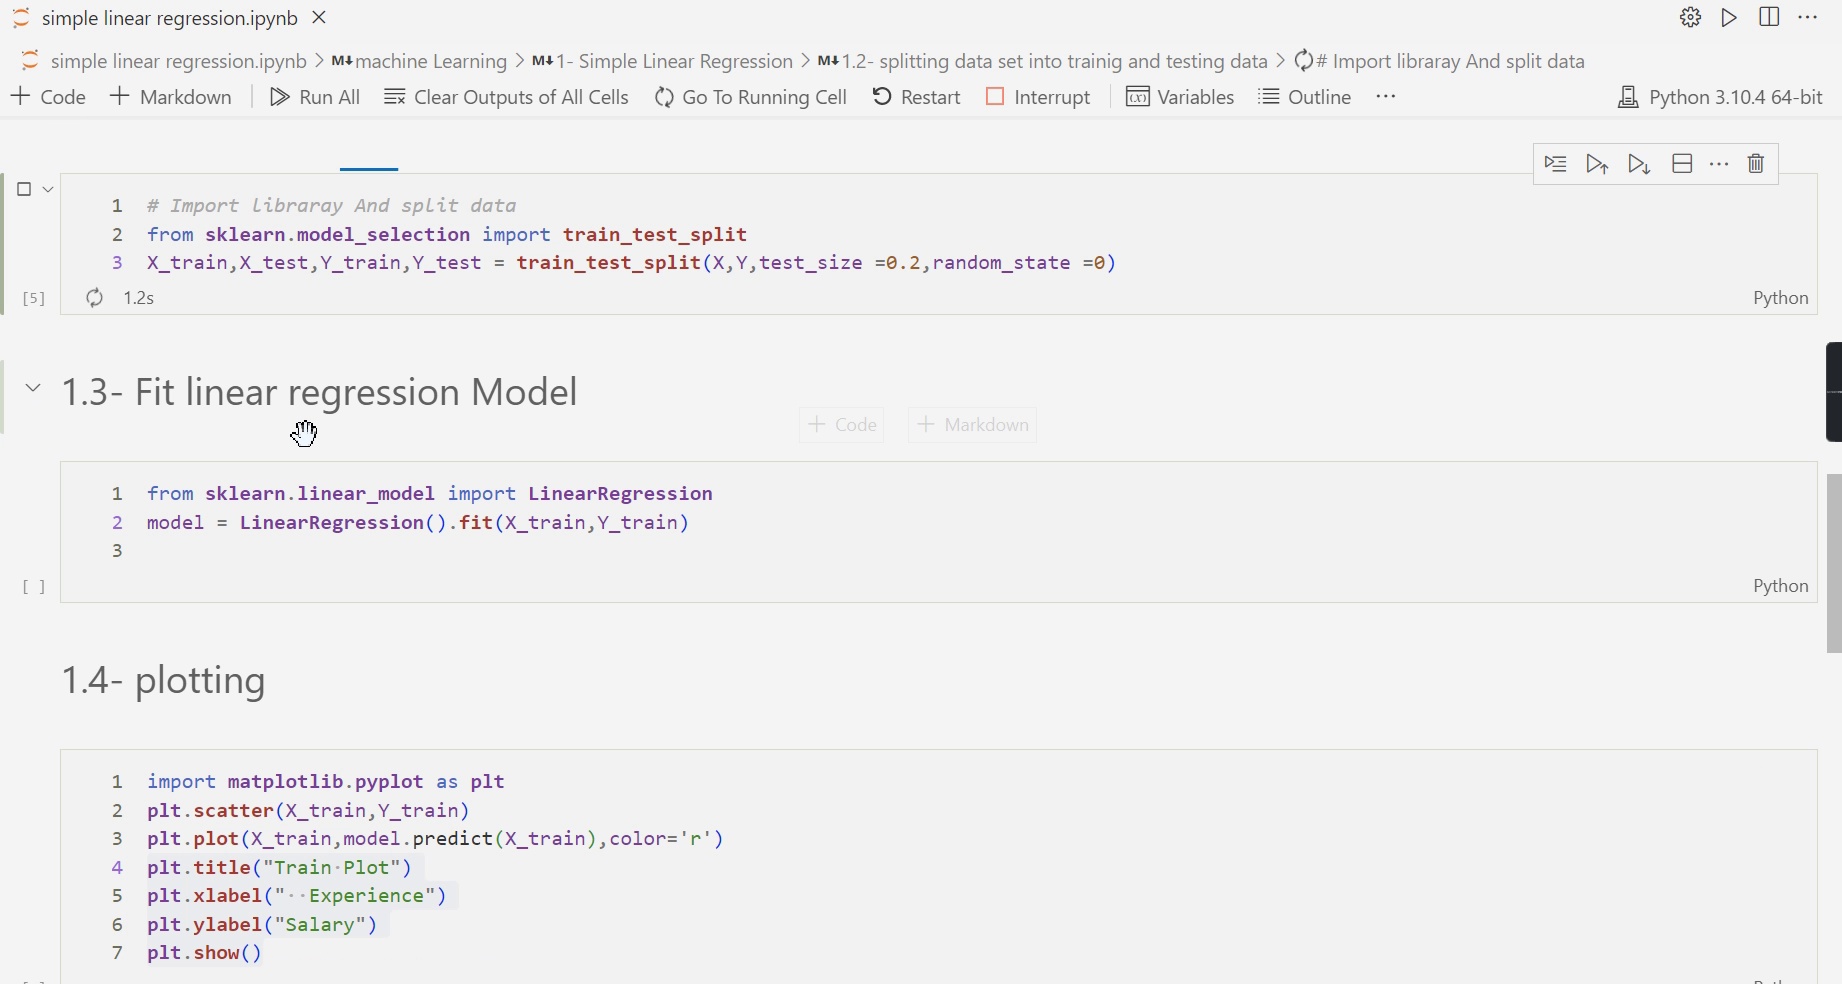 simple linear regression.ipynb
simple linear regression.ipynb > M↓ machine Learning > M↓ 1- Simple Linear Regression > M↓ 1.2- splitting data set into trainig and testing data > # Import libraray And split data
+ Code + Markdown Run All Clear Outputs of All Cells Go To Running Cell Restart Interrupt Variables Outline ... Python 3.10.4 64-bit
1 # Import libraray And split data
2 from sklearn.model_selection import train_test_split
3 X_train,X_test,Y_train,Y_test = train_test_split(X,Y,test_size =0.2,random_state =0)
[5] 1.2s Python
1.3- Fit linear regression Model
+ Code + Markdown
1 from sklearn.linear_model import LinearRegression
2 model = LinearRegression().fit(X_train,Y_train)
3
[ ] Python
1.4- plotting
1 import matplotlib.pyplot as plt
2 plt.scatter(X_train,Y_train)
3 plt.plot(X_train,model.predict(X_train),color='r')
4 plt.title("Train·Plot")
5 plt.xlabel("··Experience")
6 plt.ylabel("Salary")
7 plt.show()